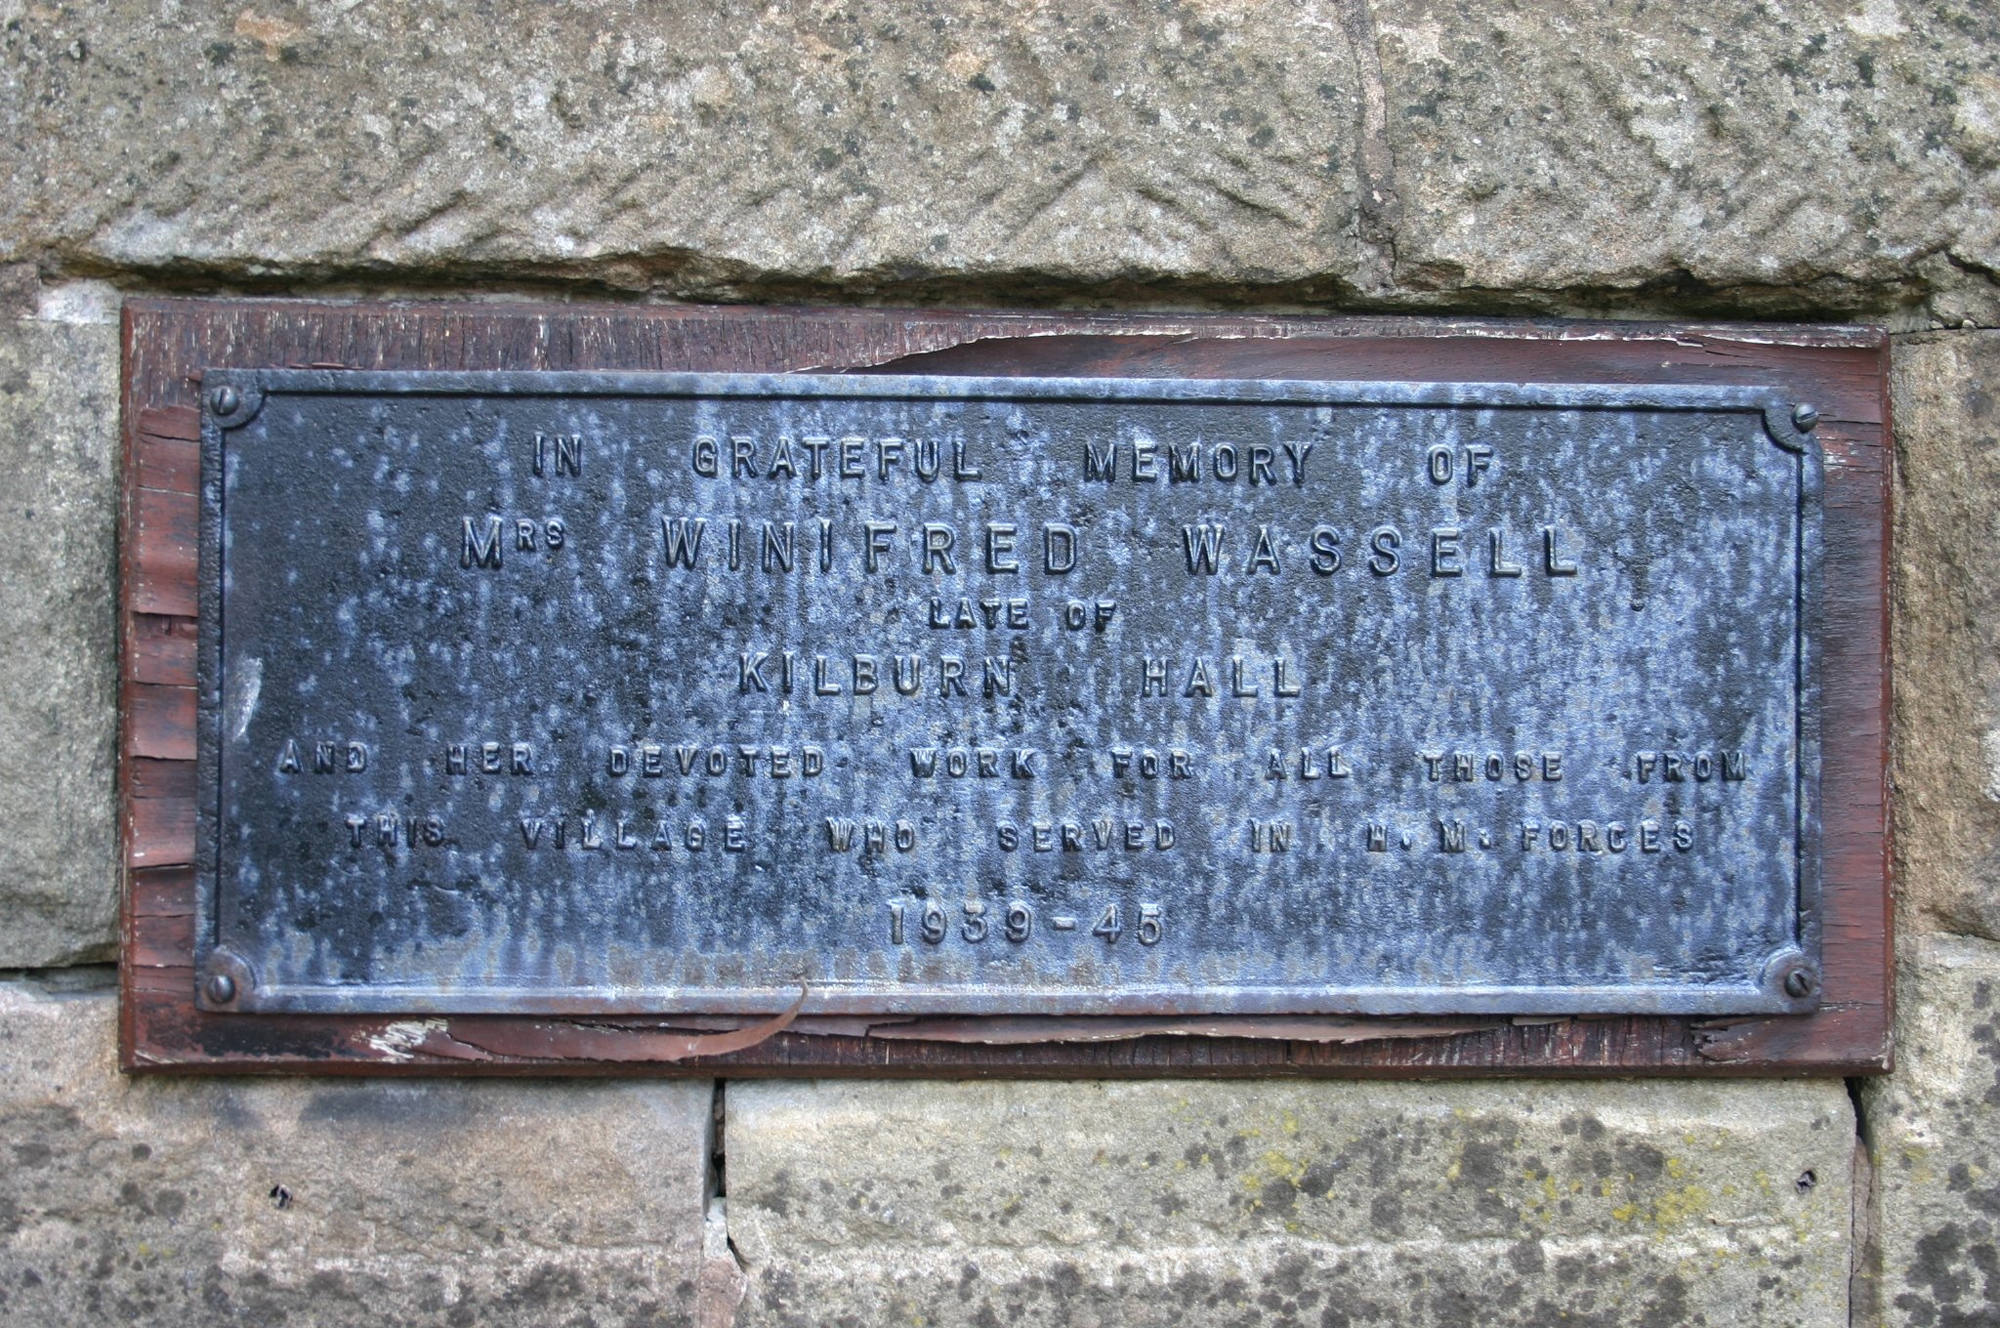 IN GRATEFUL MEMORY OF
MRS WINIFRED WASSELL
LATE OF
KILBURN HALL
AND HER DEVOTED WORK FOR ALL THOSE FROM
THIS VILLAGE WHO SERVED IN H.M. FORCES
1939-45